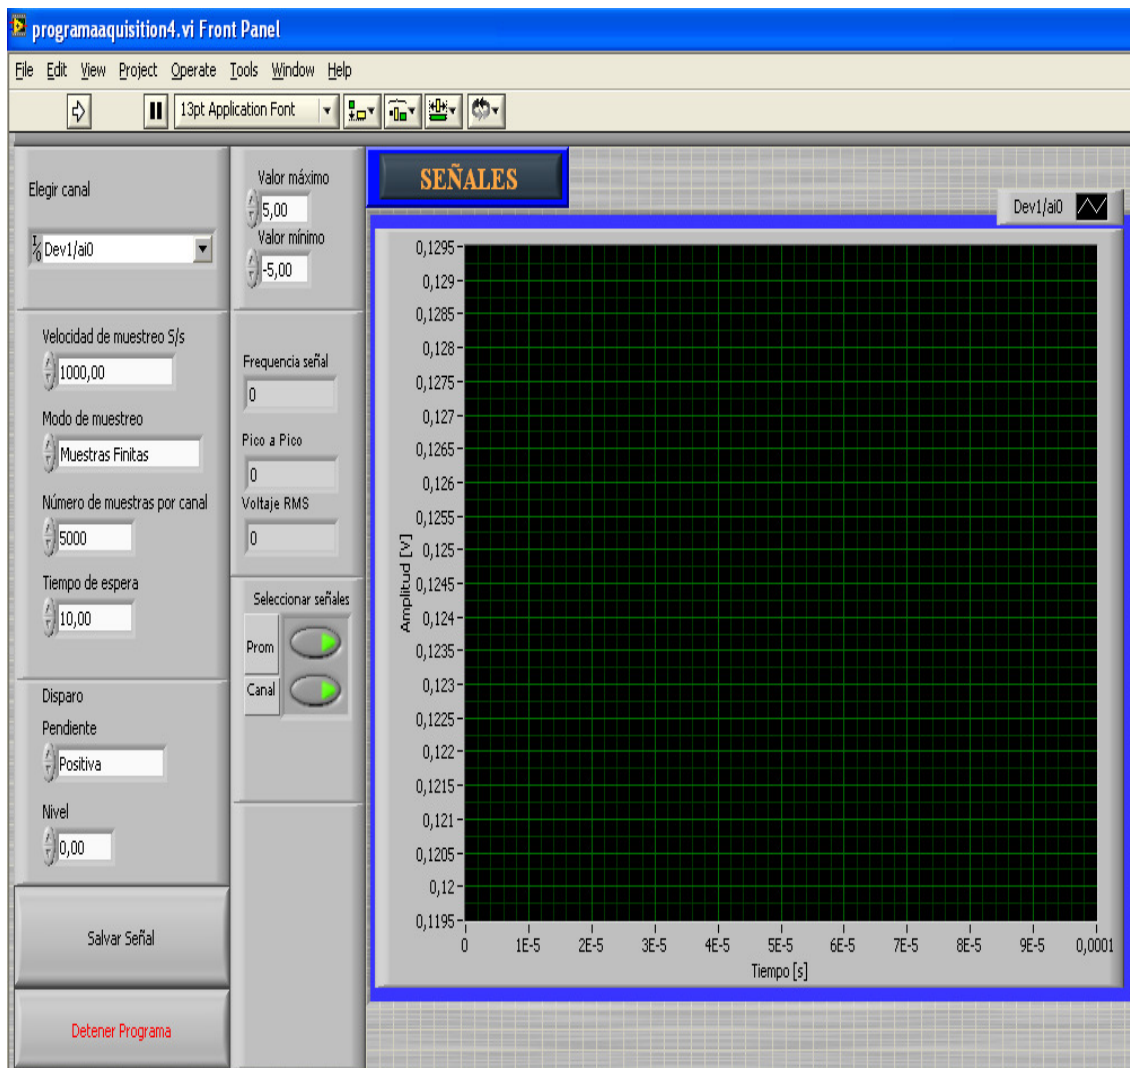 programaaquisition4.vi Front Panel
File Edit View Project Operate Tools Window Help
13pt Application Font
Elegir canal
Dev1/ai0
Velocidad de muestreo S/s
1000,00
Modo de muestreo
Muestras Finitas
Número de muestras por canal
5000
Tiempo de espera
10,00
Disparo
Pendiente
Positiva
Nivel
0,00
Salvar Señal
Detener Programa
Valor máximo
5,00
Valor mínimo
-5,00
Frequencia señal
0
Pico a Pico
0
Voltaje RMS
0
Seleccionar señales
Prom
Canal
SEÑALES
Dev1/ai0
Amplitud [V]
0,1295
0,129
0,1285
0,128
0,1275
0,127
0,1265
0,126
0,1255
0,125
0,1245
0,124
0,1235
0,123
0,1225
0,122
0,1215
0,121
0,1205
0,12
0,1195
0 1E-5 2E-5 3E-5 4E-5 5E-5 6E-5 7E-5 8E-5 9E-5 0,0001
Tiempo [s]